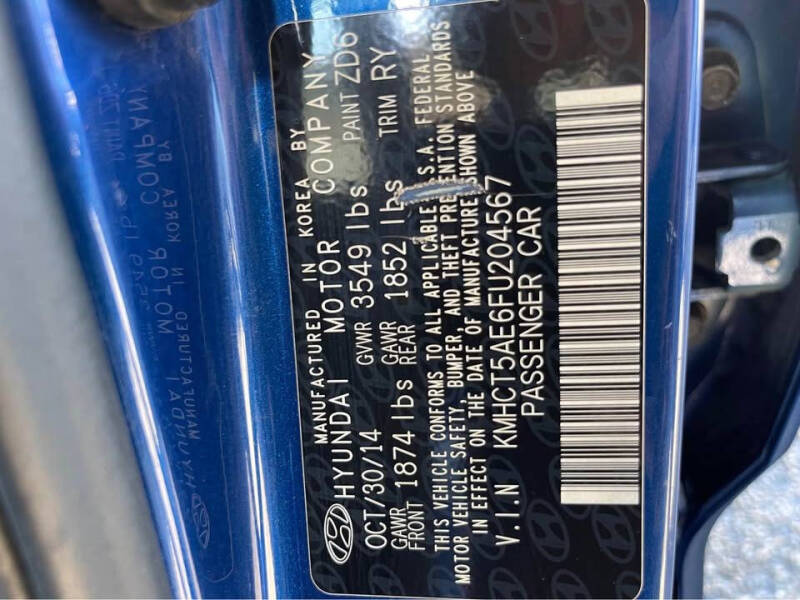 MANUFACTURED IN KOREA BY
HYUNDAI MOTOR COMPANY
OCT/30/14 GVWR 3549 lbs PAINT ZD6
GAWR FRONT 1874 lbs GAWR REAR 1852 lbs TRIM RY
THIS VEHICLE CONFORMS TO ALL APPLICABLE U.S.A. FEDERAL
MOTOR VEHICLE SAFETY, BUMPER, AND THEFT PREVENTION STANDARDS
IN EFFECT ON THE DATE OF MANUFACTURE SHOWN ABOVE
V.I.N KMHCT5AE6FU204567
PASSENGER CAR